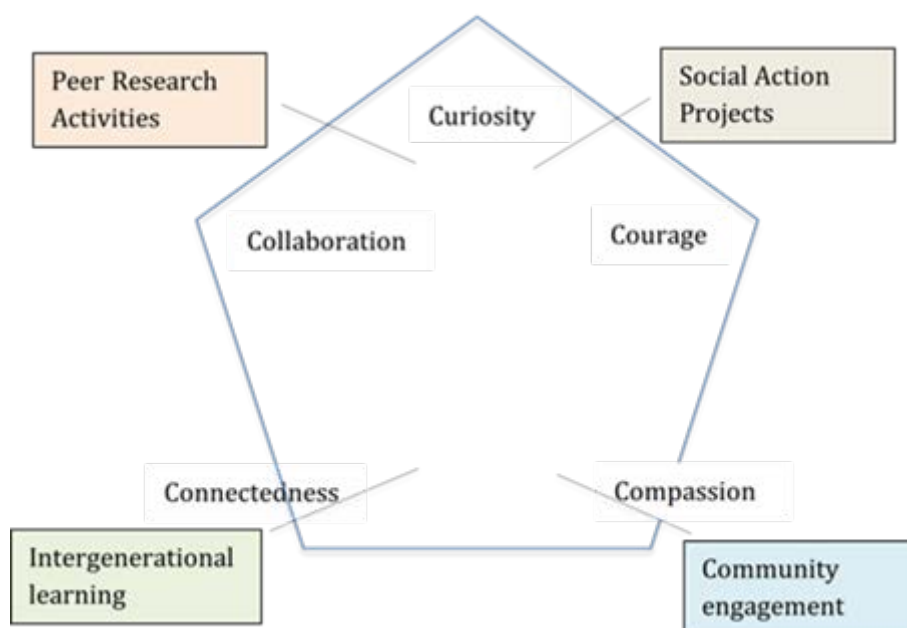 Peer Research
Activities
Social Action
Projects
Curiosity
Collaboration
Courage
Connectedness
Compassion
Intergenerational
learning
Community
engagement